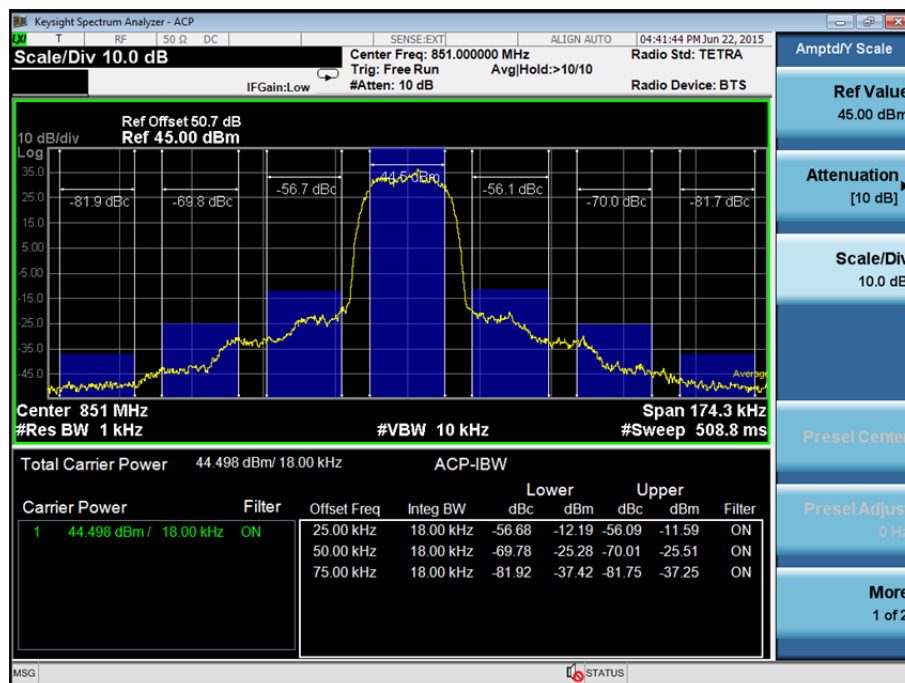 Keysight Spectrum Analyzer - ACP
LXI T RF 50 Ω DC SENSE:EXT ALIGN AUTO 04:41:44 PM Jun 22, 2015
Scale/Div 10.0 dB
Center Freq: 851.000000 MHz Radio Std: TETRA
Trig: Free Run Avg|Hold:>10/10
IFGain:Low #Atten: 10 dB Radio Device: BTS
Ref Offset 50.7 dB
10 dB/div Ref 45.00 dBm
Log
35.0
25.0
15.0
5.00
-5.00
-15.0
-25.0
-35.0
-45.0
-81.9 dBc -69.8 dBc -56.7 dBc 44.5 dBm -56.1 dBc -70.0 dBc -81.7 dBc
Average
Center 851 MHz Span 174.3 kHz
#Res BW 1 kHz #VBW 10 kHz #Sweep 508.8 ms
Total Carrier Power 44.498 dBm/ 18.00 kHz ACP-IBW
Lower Upper
Carrier Power Filter Offset Freq Integ BW dBc dBm dBc dBm Filter
1 44.498 dBm / 18.00 kHz ON 25.00 kHz 18.00 kHz -56.68 -12.19 -56.09 -11.59 ON
50.00 kHz 18.00 kHz -69.78 -25.28 -70.01 -25.51 ON
75.00 kHz 18.00 kHz -81.92 -37.42 -81.75 -37.25 ON
MSG STATUS
Amptd/Y Scale
Ref Value
45.00 dBm
Attenuation
[10 dB]
Scale/Div
10.0 dB
Presel Center
Presel Adjus
0 Hz
More
1 of 2